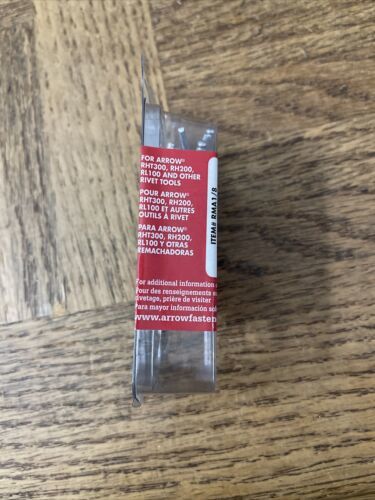 FOR ARROW®
RHT300, RH200,
RL100 AND OTHER
RIVET TOOLS
POUR ARROW®
RHT300, RH200,
RL100 ET AUTRES
OUTILS À RIVET
PARA ARROW®
RHT300, RH200,
RL100 Y OTRAS
REMACHADORAS
ITEM# RMA1/8
For additional information
Pour des renseignements
rivetage, prière de visiter
Para mayor información
www.arrowfasten